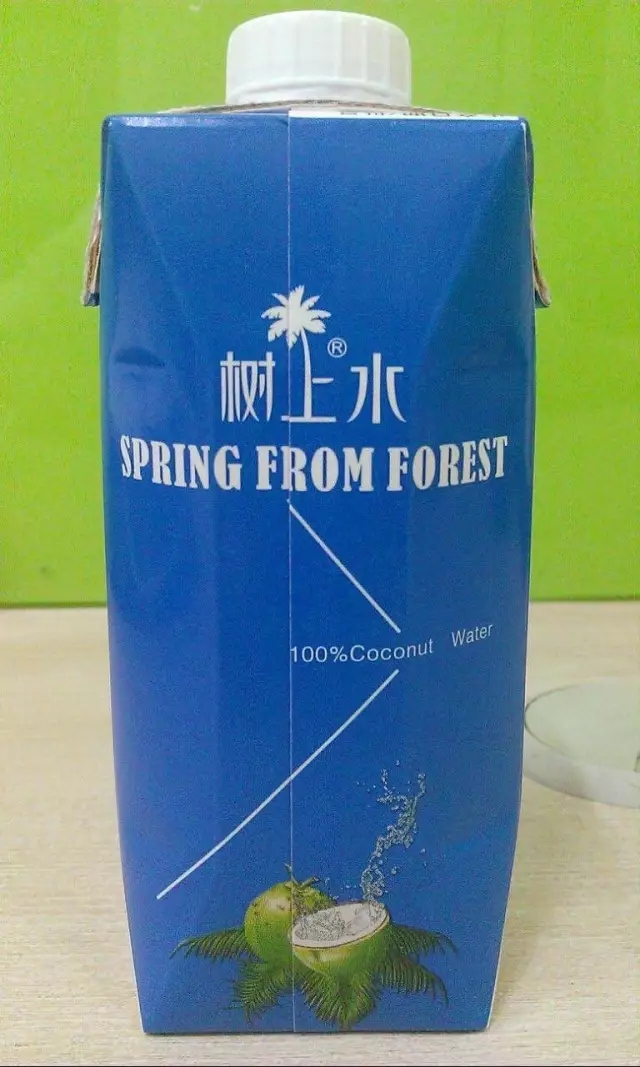 树上水®
SPRING FROM FOREST
100%Coconut Water